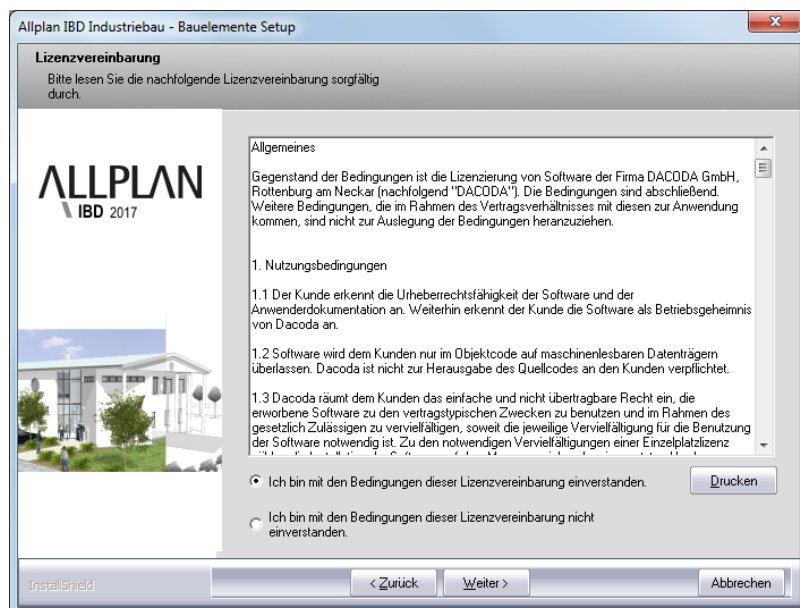 Allplan IBD Industriebau - Bauelemente Setup
Lizenzvereinbarung
Bitte lesen Sie die nachfolgende Lizenzvereinbarung sorgfältig
durch.
ALLPLAN
IBD 2017
Allgemeines
Gegenstand der Bedingungen ist die Lizenzierung von Software der Firma DACODA GmbH,
Rottenburg am Neckar (nachfolgend "DACODA"). Die Bedingungen sind abschließend.
Weitere Bedingungen, die im Rahmen des Vertragsverhältnisses mit diesen zur Anwendung
kommen, sind nicht zur Auslegung der Bedingungen heranzuziehen.
1. Nutzungsbedingungen
1.1 Der Kunde erkennt die Urheberrechtsfähigkeit der Software und der
Anwenderdokumentation an. Weiterhin erkennt der Kunde die Software als Betriebsgeheimnis
von Dacoda an.
1.2 Software wird dem Kunden nur im Objektcode auf maschinenlesbaren Datenträgern
überlassen. Dacoda ist nicht zur Herausgabe des Quellcodes an den Kunden verpflichtet.
1.3 Dacoda räumt dem Kunden das einfache und nicht übertragbare Recht ein, die
erworbene Software zu den vertragstypischen Zwecken zu benutzen und im Rahmen des
gesetzlich Zulässigen zu vervielfältigen, soweit die jeweilige Vervielfältigung für die Benutzung
der Software notwendig ist. Zu den notwendigen Vervielfältigungen einer Einzelplatzlizenz
Ich bin mit den Bedingungen dieser Lizenzvereinbarung einverstanden.
Drucken
Ich bin mit den Bedingungen dieser Lizenzvereinbarung nicht
einverstanden.
InstallShield
< Zurück
Weiter >
Abbrechen